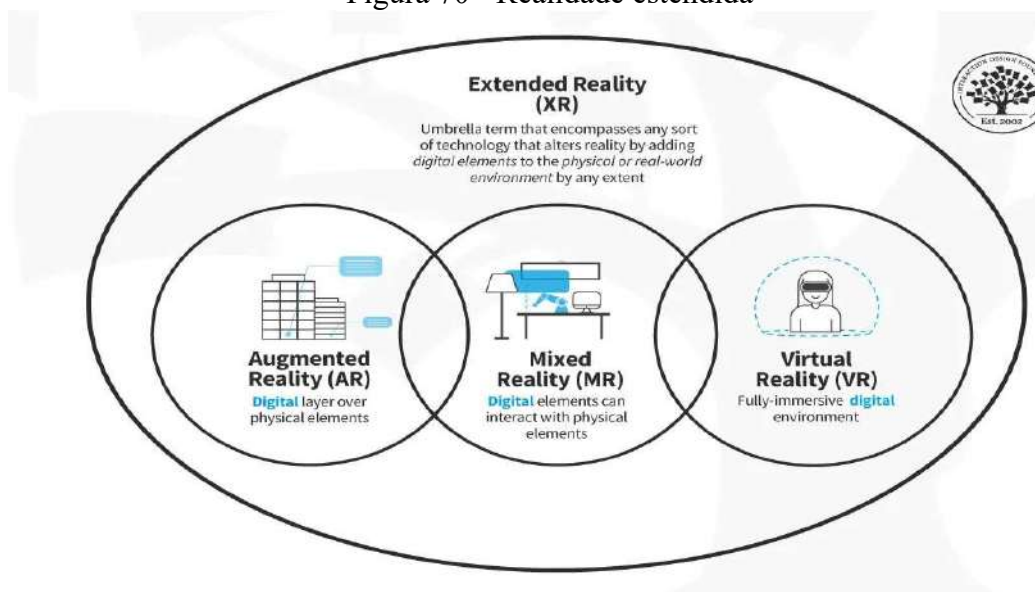 Figura 70 - Realidade estendida
Extended Reality
(XR)
Umbrella term that encompasses any sort
of technology that alters reality by adding
digital elements to the physical or real-world
environment by any extent
INTERACTION DESIGN
Est. 2002
Augmented
Reality (AR)
Digital layer over
physical elements
Mixed
Reality (MR)
Digital elements can
interact with physical
elements
Virtual
Reality (VR)
Fully-immersive digital
environment